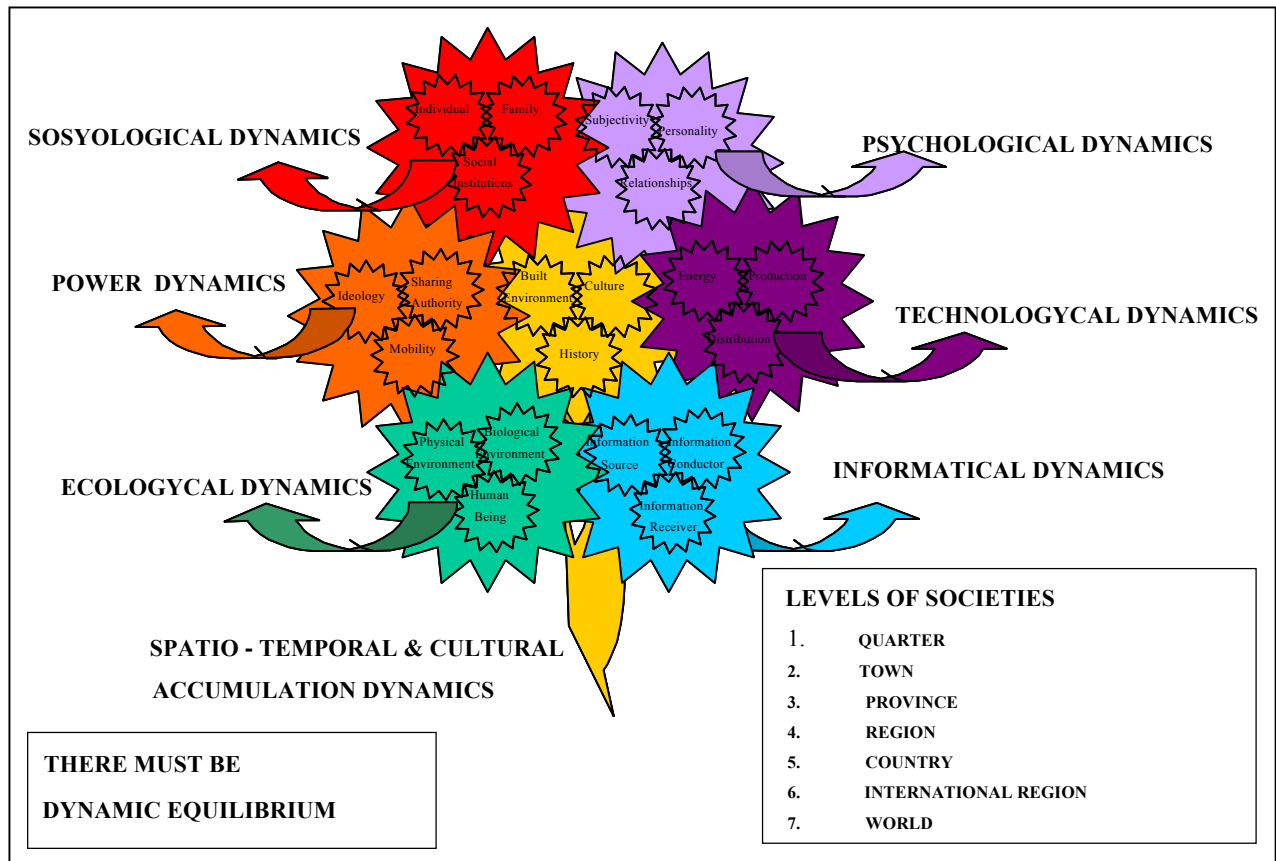 SOSYOLOGICAL DYNAMICS
Individual
Family
Social
Institutions
PSYCHOLOGICAL DYNAMICS
Subjectivity
Personality
Relationships
POWER DYNAMICS
Ideology
Sharing
Authority
Mobility
Built
Environment
Culture
History
TECHNOLOGYCAL DYNAMICS
Energy
Production
Distribution
ECOLOGYCAL DYNAMICS
Physical
Environment
Biological
Environment
Human
Being
INFORMATICAL DYNAMICS
Information
Source
Information
Conductor
Information
Receiver
SPATIO - TEMPORAL & CULTURAL
ACCUMULATION DYNAMICS
THERE MUST BE
DYNAMIC EQUILIBRIUM
LEVELS OF SOCIETIES
1. QUARTER
2. TOWN
3. PROVINCE
4. REGION
5. COUNTRY
6. INTERNATIONAL REGION
7. WORLD